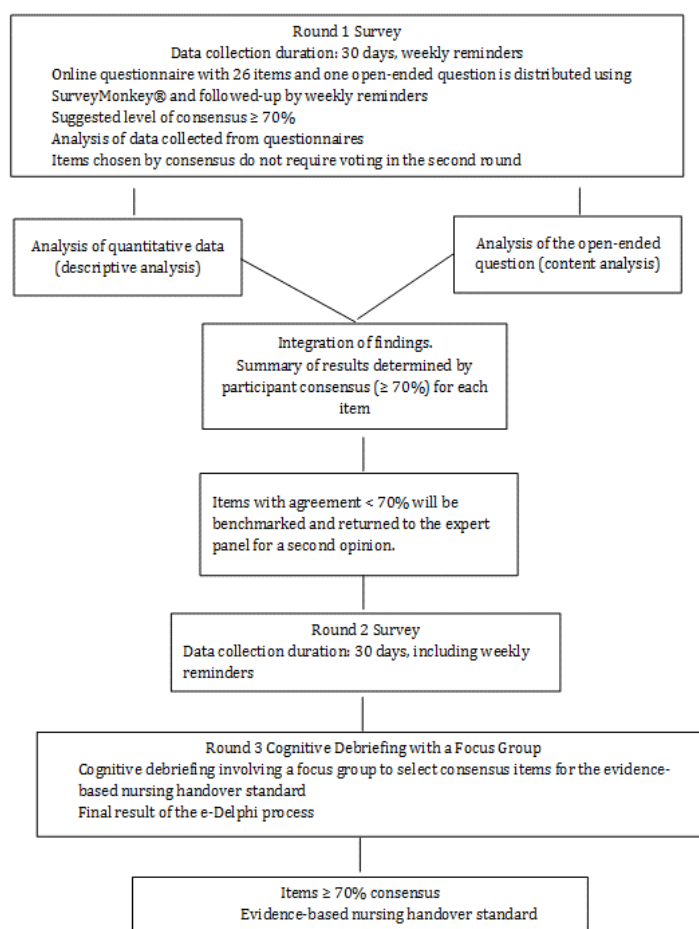 Round 1 Survey
Data collection duration: 30 days, weekly reminders
Online questionnaire with 26 items and one open-ended question is distributed using
SurveyMonkey® and followed-up by weekly reminders
Suggested level of consensus ≥ 70%
Analysis of data collected from questionnaires
Items chosen by consensus do not require voting in the second round
Analysis of quantitative data
(descriptive analysis)
Analysis of the open-ended
question (content analysis)
Integration of findings.
Summary of results determined by
participant consensus (≥ 70%) for each
item
Items with agreement < 70% will be
benchmarked and returned to the expert
panel for a second opinion.
Round 2 Survey
Data collection duration: 30 days, including weekly
reminders
Round 3 Cognitive Debriefing with a Focus Group
Cognitive debriefing involving a focus group to select consensus items for the evidence-
based nursing handover standard
Final result of the e-Delphi process
Items ≥ 70% consensus
Evidence-based nursing handover standard